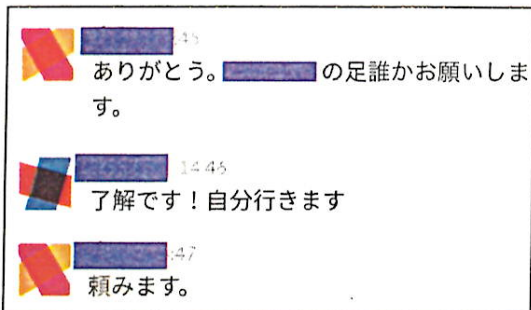 :45
ありがとう。 の足誰かお願いしま
す。
14:46
了解です！自分行きます
:47
頼みます。